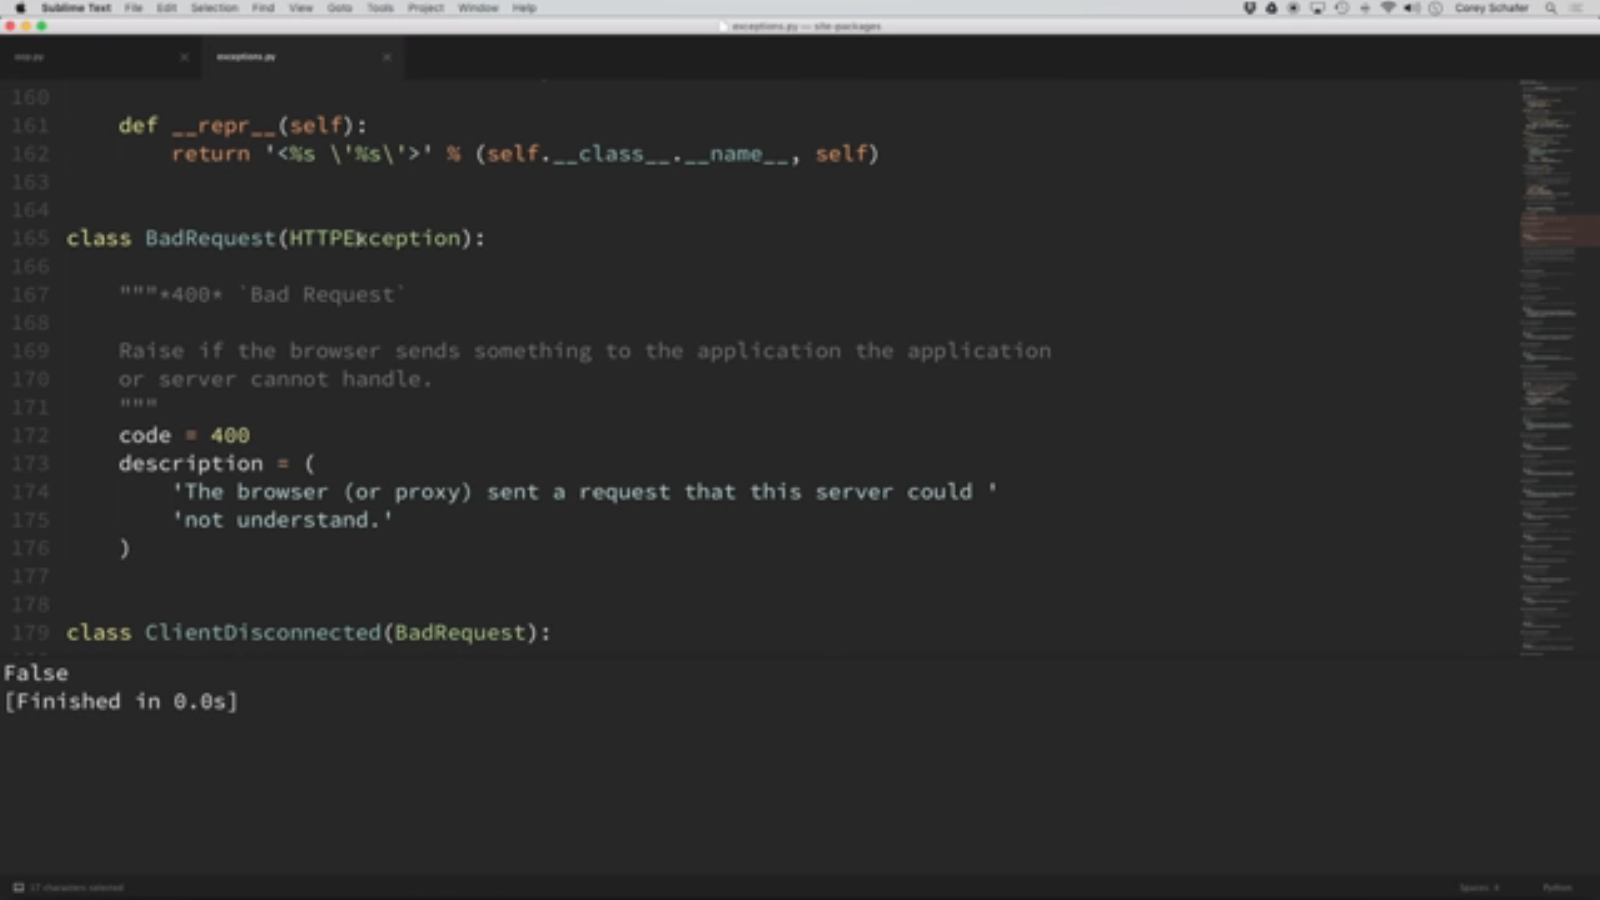 Sublime Text File Edit Selection Find View Goto Tools Project Window Help Corey Schafer
exceptions.py — site-packages
oop.py exceptions.py
160
161 def __repr__(self):
162 return '<%s \'%s\'>' % (self.__class__.__name__, self)
163
164
165 class BadRequest(HTTPException):
166
167 """*400* `Bad Request`
168
169 Raise if the browser sends something to the application the application
170 or server cannot handle.
171 """
172 code = 400
173 description = (
174 'The browser (or proxy) sent a request that this server could '
175 'not understand.'
176 )
177
178
179 class ClientDisconnected(BadRequest):
False
[Finished in 0.0s]
17 characters selected Spaces: 4 Python